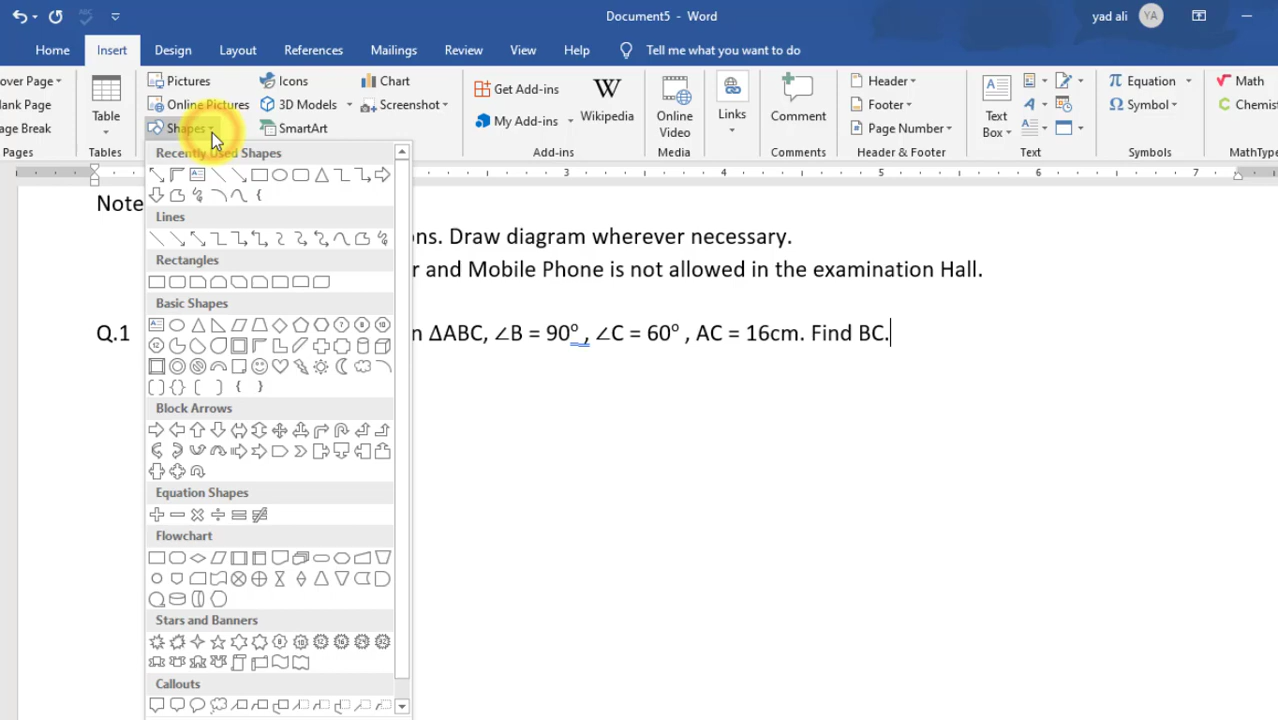 Document5 - Word
yad ali YA
Home Insert Design Layout References Mailings Review View Help Tell me what you want to do
over Page Pictures Icons Chart Get Add-ins Header Equation Math
Table Online Video Links Comment Text Box
lank Page Online Pictures 3D Models Screenshot My Add-ins Wikipedia Footer Symbol Chemis
age Break Shapes SmartArt Page Number
Pages Tables Add-ins Media Comments Header & Footer Text Symbols MathType
Recently Used Shapes
3 4 5 6 7
Note
Lines
ons. Draw diagram wherever necessary.
Rectangles
r and Mobile Phone is not allowed in the examination Hall.
Basic Shapes
Q.1 n ΔABC, ∠B = 90° , ∠C = 60° , AC = 16cm. Find BC.
Block Arrows
Equation Shapes
Flowchart
Stars and Banners
Callouts